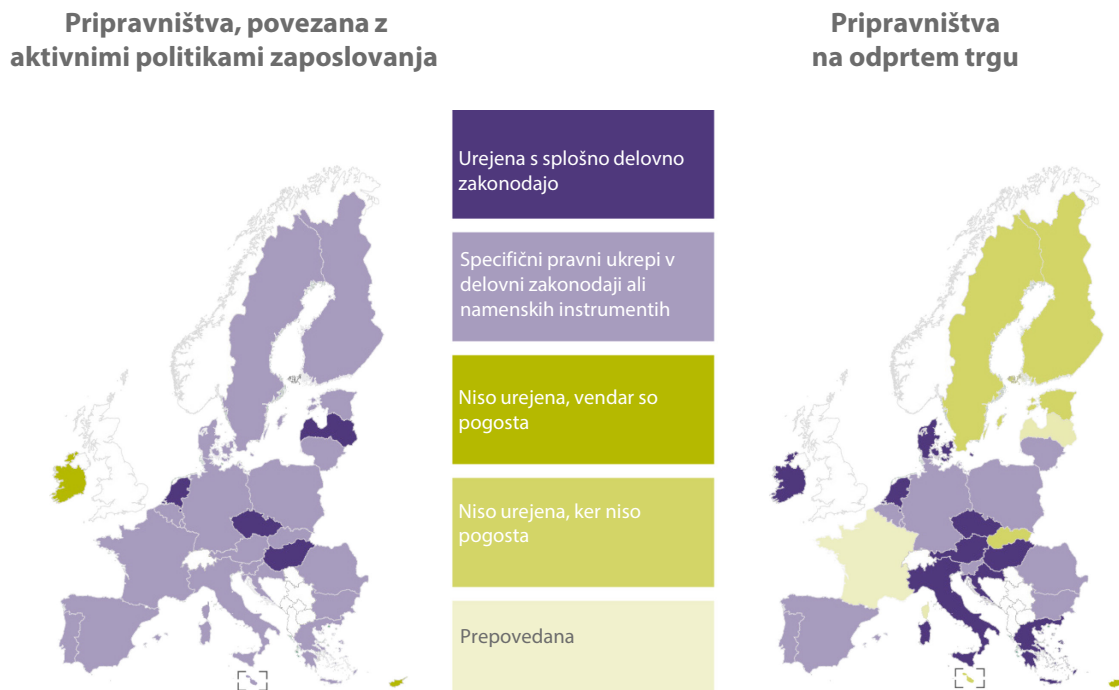 Pripravništva, povezana z
aktivnimi politikami zaposlovanja
Pripravništva
na odprtem trgu
Urejena s splošno delovno
zakonodajo
Specifični pravni ukrepi v
delovni zakonodaji ali
namenskih instrumentih
Niso urejena, vendar so
pogosta
Niso urejena, ker niso
pogosta
Prepovedana